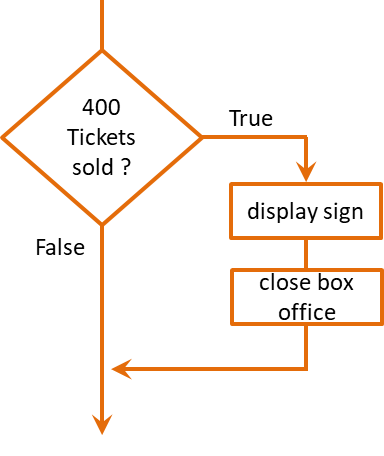 400
Tickets
sold ?
True
display sign
False
close box
office